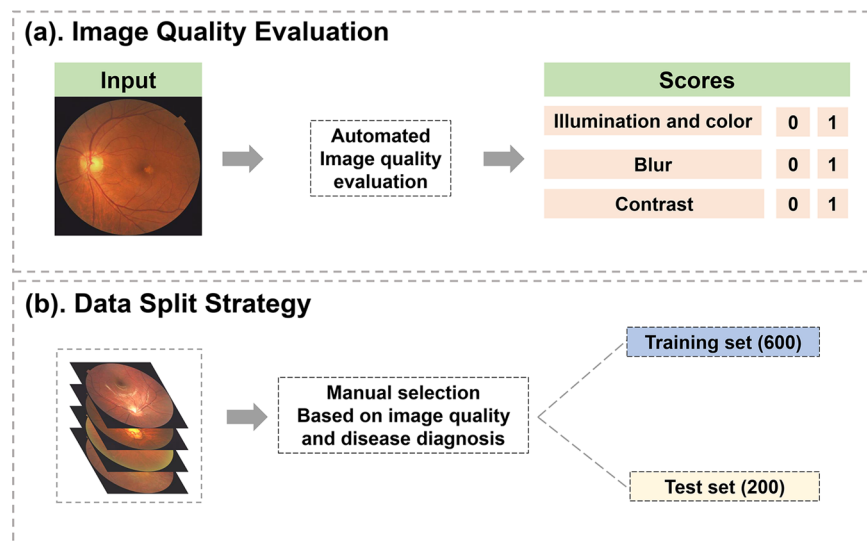 (a). Image Quality Evaluation
Input
Scores
Automated
Image quality
evaluation
Illumination and color 0 1
Blur 0 1
Contrast 0 1
(b). Data Split Strategy
Training set (600)
Manual selection
Based on image quality
and disease diagnosis
Test set (200)